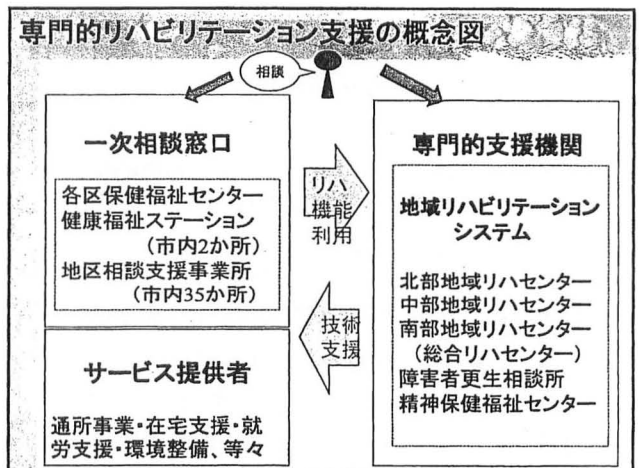 専門的リハビリテーション支援の概念図
相談
一次相談窓口
各区保健福祉センター
健康福祉ステーション
(市内2か所)
地区相談支援事業所
(市内35か所)
サービス提供者
通所事業・在宅支援・就
労支援・環境整備、等々
リハ
機能
利用
技術
支援
専門的支援機関
地域リハビリテーション
システム
北部地域リハセンター
中部地域リハセンター
南部地域リハセンター
(総合リハセンター)
障害者更生相談所
精神保健福祉センター